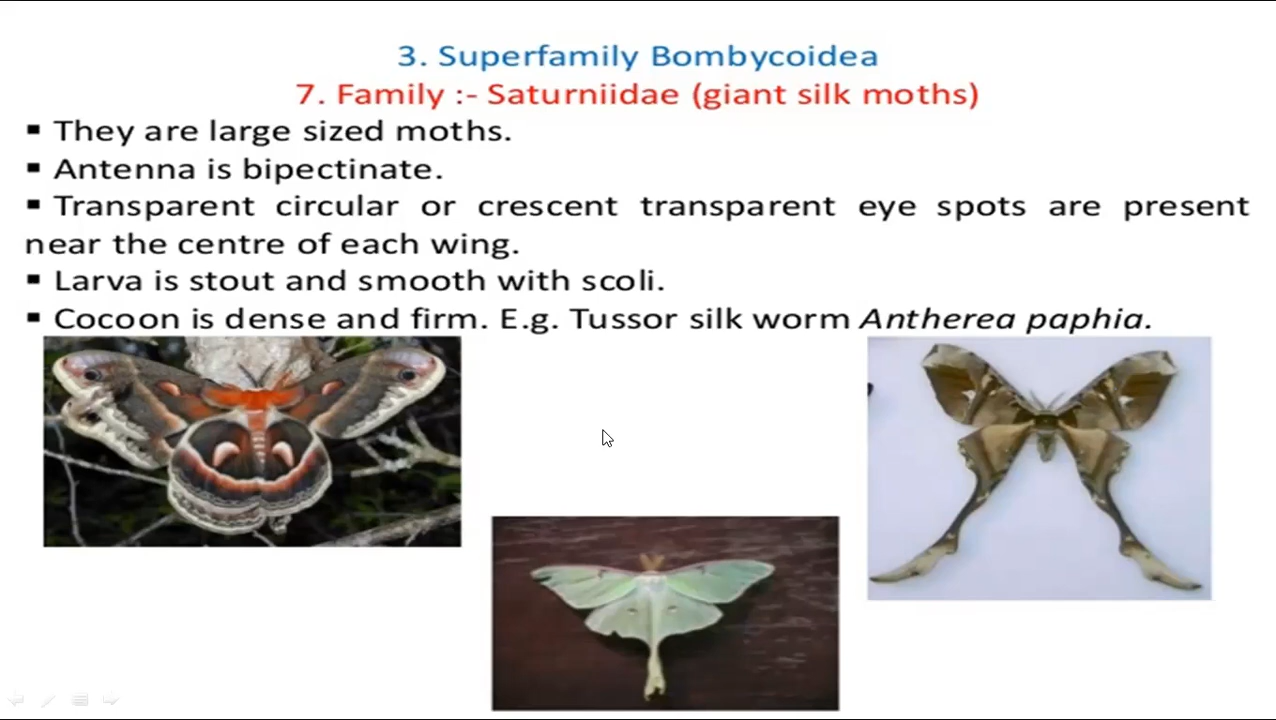 3. Superfamily Bombycoidea
7. Family :- Saturniidae (giant silk moths)
▪ They are large sized moths.
▪ Antenna is bipectinate.
▪ Transparent circular or crescent transparent eye spots are present
near the centre of each wing.
▪ Larva is stout and smooth with scoli.
▪ Cocoon is dense and firm. E.g. Tussor silk worm Antherea paphia.